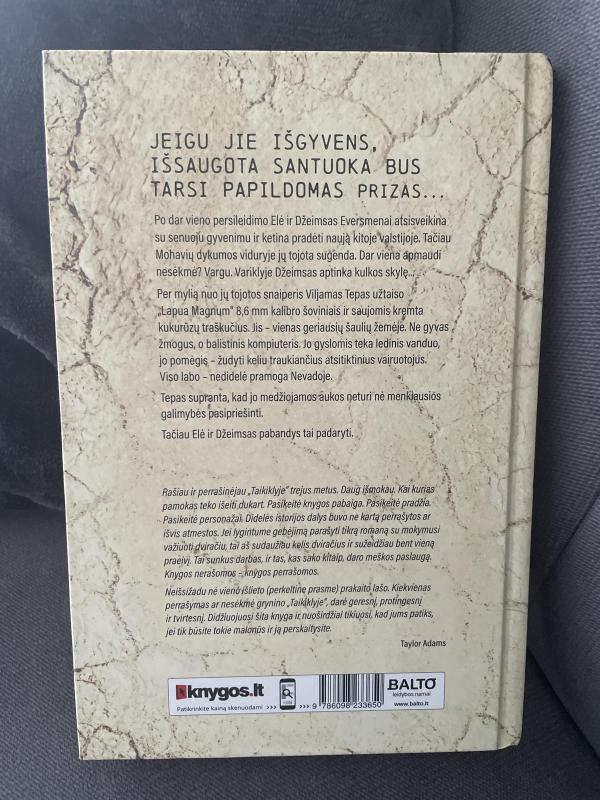 JEIGU JIE IŠGYVENS,
IŠSAUGOTA SANTUOKA BUS
TARSI PAPILDOMAS PRIZAS...
Po dar vieno persileidimo Elė ir Džeimsas Eversmenai atsisveikina
su senuoju gyvenimu ir ketina pradėti naują kitoje valstijoje. Tačiau
Mohavių dykumos viduryje jų tojota sugenda. Dar viena apmaudi
nesėkmė? Vargu. Variklyje Džeimsas aptinka kulkos skylę...
Per mylią nuo jų tojotos snaiperis Viljamas Tepas užtaiso
„Lapua Magnum" 8,6 mm kalibro šoviniais ir saujomis kremta
kukurūzų traškučius. Jis – vienas geriausių šaulių žemėje. Ne gyvas
žmogus, o balistinis kompiuteris. Jo gyslomis teka ledinis vanduo,
jo pomėgis – žudyti keliu traukiančius atsitiktinius vairuotojus.
Viso labo – nedidelė pramoga Nevadoje.
Tepas supranta, kad jo medžiojamos aukos neturi nė menkiausios
galimybės pasipriešinti.
Tačiau Elė ir Džeimsas pabandys tai padaryti.
Rašiau ir perrašinėjau „Taikiklyje" trejus metus. Daug išmokau. Kai kurias
pamokas teko išeiti dukart. Pasikeitė knygos pabaiga. Pasikeitė pradžia.
Pasikeitė personažai. Didelės istorijos dalys buvo ne kartą perrašytos ar
išvis atmestos. Jei lygintume gebėjimą parašyti tikrą romaną su mokymusi
važiuoti dviračiu, tai aš sudaužiau kelis dviračius ir sužeidžiau bent vieną
praeivį. Tai sunkus darbas, ir tas, kas sako kitaip, daro meškos paslaugą.
Knygos nerašomos – knygos perrašomos.
Neišsižadu nė vieno išlieto (perkeltine prasme) prakaito lašo. Kiekvienas
perrašymas ar nesėkmė grynino „Taikiklyje", darė geresnį, protingesnį
ir tvirtesnį. Didžiuojuosi šita knyga ir nuoširdžiai tikiuosi, kad jums patiks,
jei tik būsite tokie malonūs ir ją perskaitysite.
Taylor Adams
knygos.lt
Patikrinkite kainą skenuodami >>>
>>>
9 786098 233650
BALTO
leidybos namai
www.balto.lt